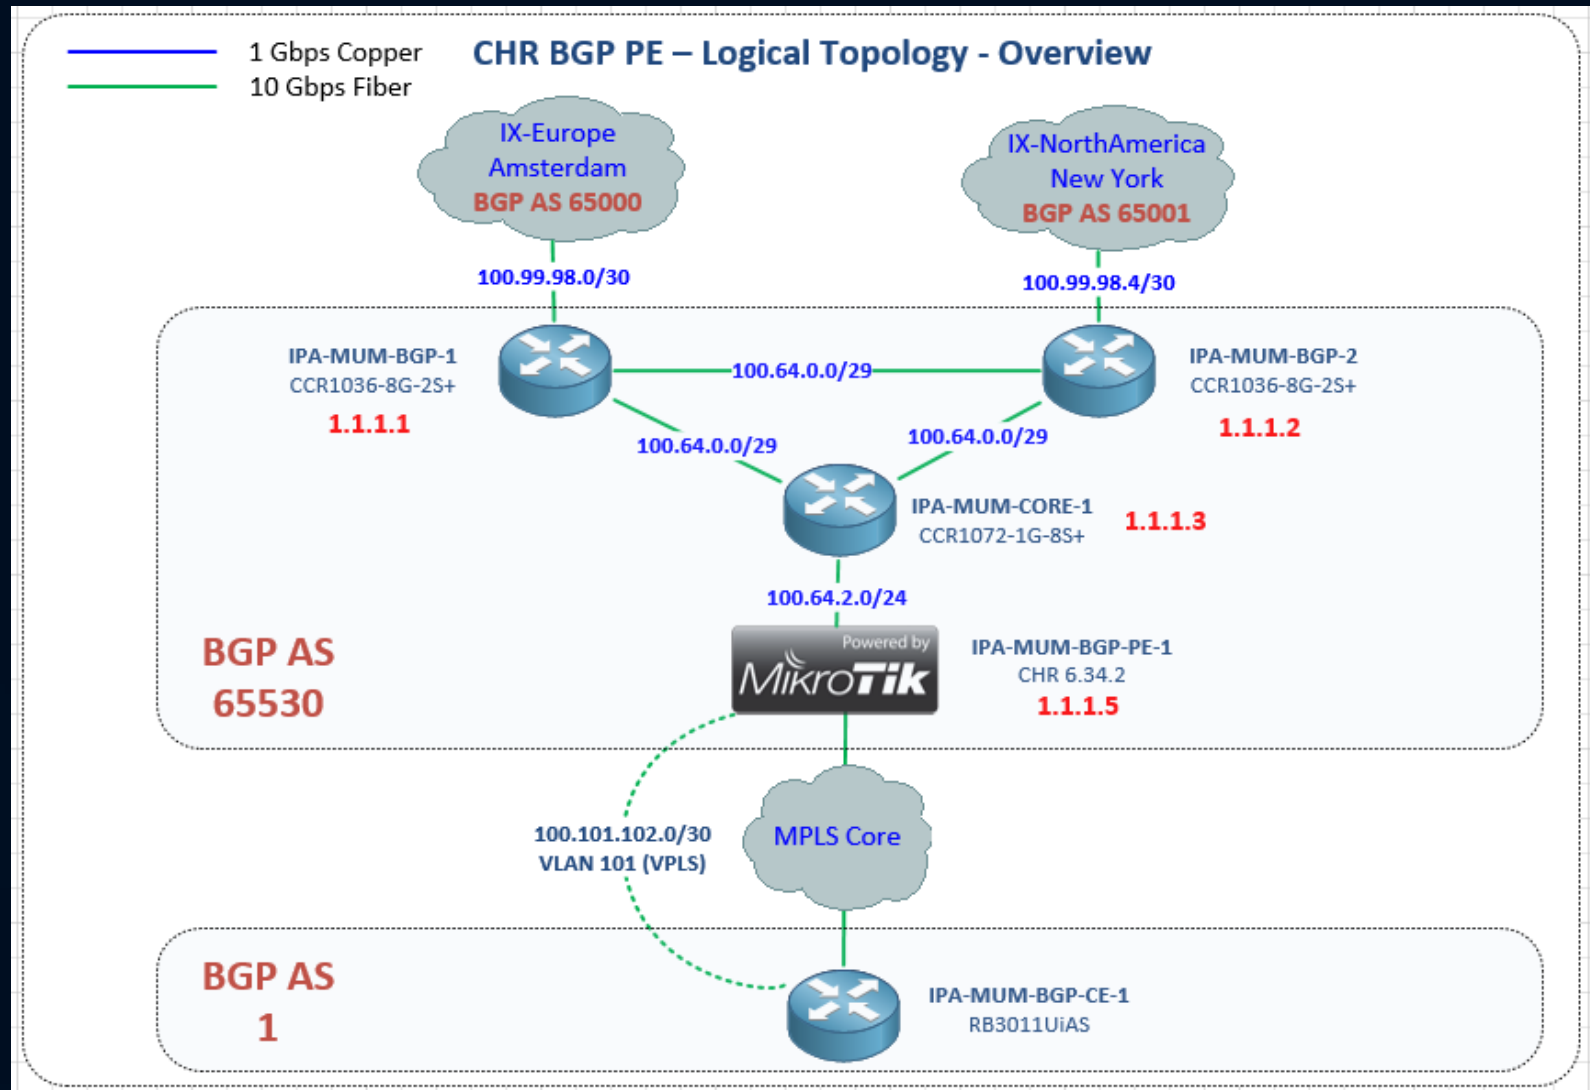 1 Gbps Copper
10 Gbps Fiber
CHR BGP PE – Logical Topology - Overview
IX-Europe
Amsterdam
BGP AS 65000
IX-NorthAmerica
New York
BGP AS 65001
100.99.98.0/30
100.99.98.4/30
IPA-MUM-BGP-1
CCR1036-8G-2S+
1.1.1.1
100.64.0.0/29
IPA-MUM-BGP-2
CCR1036-8G-2S+
1.1.1.2
100.64.0.0/29
100.64.0.0/29
IPA-MUM-CORE-1
CCR1072-1G-8S+
1.1.1.3
100.64.2.0/24
BGP AS
65530
Powered by
MikroTik
IPA-MUM-BGP-PE-1
CHR 6.34.2
1.1.1.5
100.101.102.0/30
VLAN 101 (VPLS)
MPLS Core
BGP AS
1
IPA-MUM-BGP-CE-1
RB3011UiAS